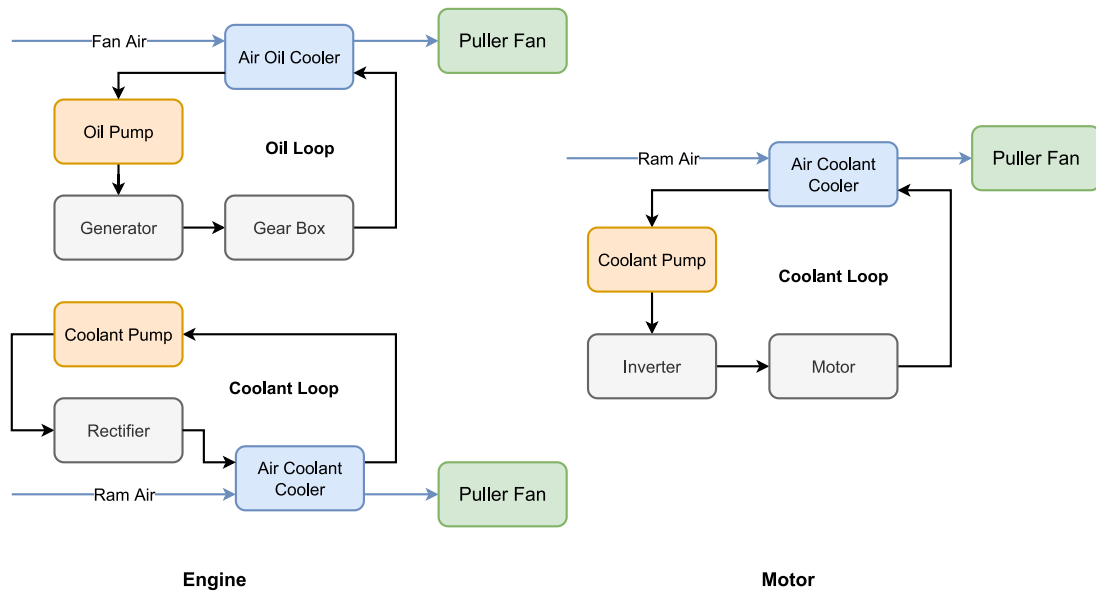 Fan Air
Air Oil Cooler
Puller Fan
Oil Pump
Oil Loop
Generator
Gear Box
Coolant Pump
Coolant Loop
Rectifier
Air Coolant
Cooler
Ram Air
Puller Fan
Engine
Ram Air
Air Coolant
Cooler
Puller Fan
Coolant Pump
Coolant Loop
Inverter
Motor
Motor